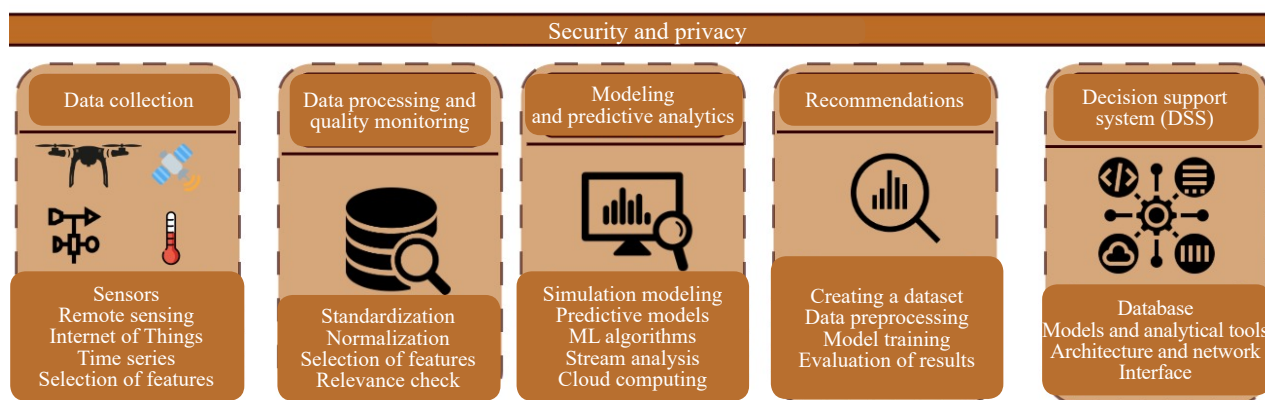 Security and privacy
Data collection
Sensors
Remote sensing
Internet of Things
Time series
Selection of features
Data processing and
quality monitoring
Standardization
Normalization
Selection of features
Relevance check
Modeling
and predictive analytics
Simulation modeling
Predictive models
ML algorithms
Stream analysis
Cloud computing
Recommendations
Creating a dataset
Data preprocessing
Model training
Evaluation of results
Decision support
system (DSS)
Database
Models and analytical tools
Architecture and network
Interface